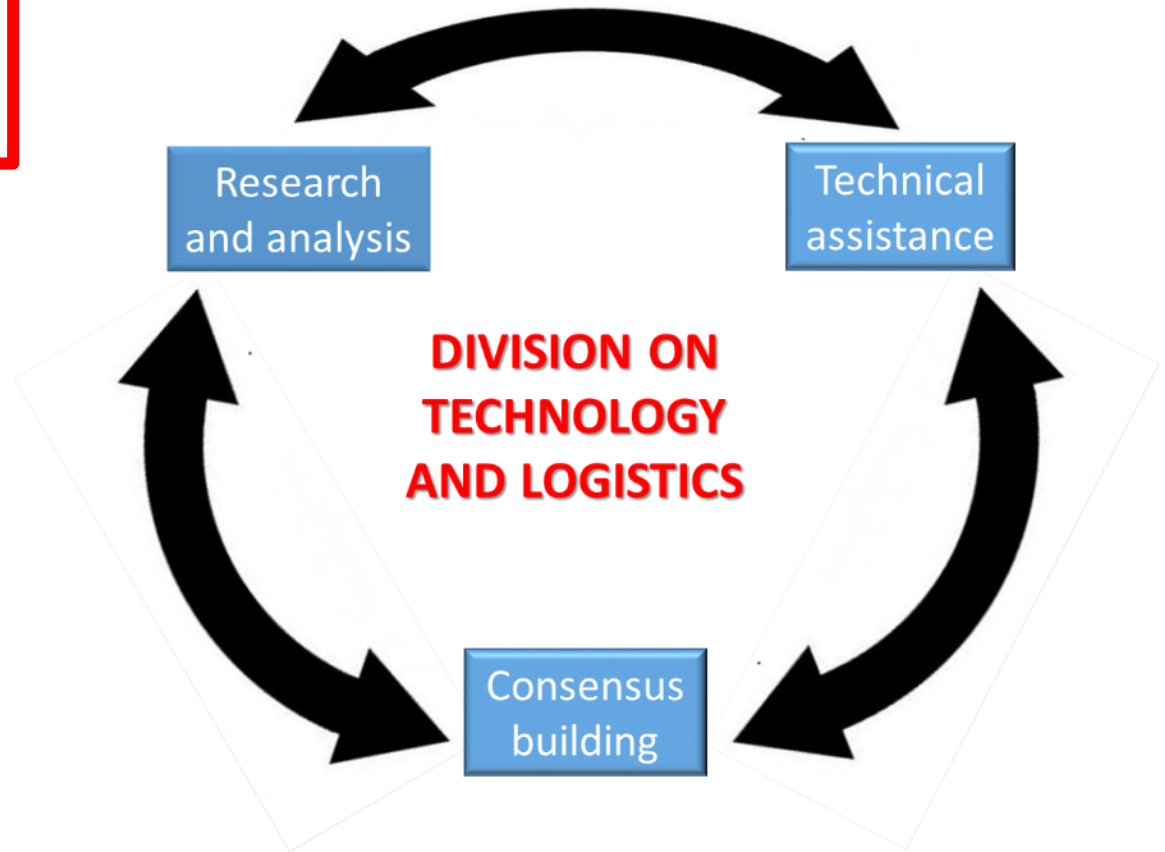 Research
and analysis
Technical
assistance
DIVISION ON
TECHNOLOGY
AND LOGISTICS
Consensus
building